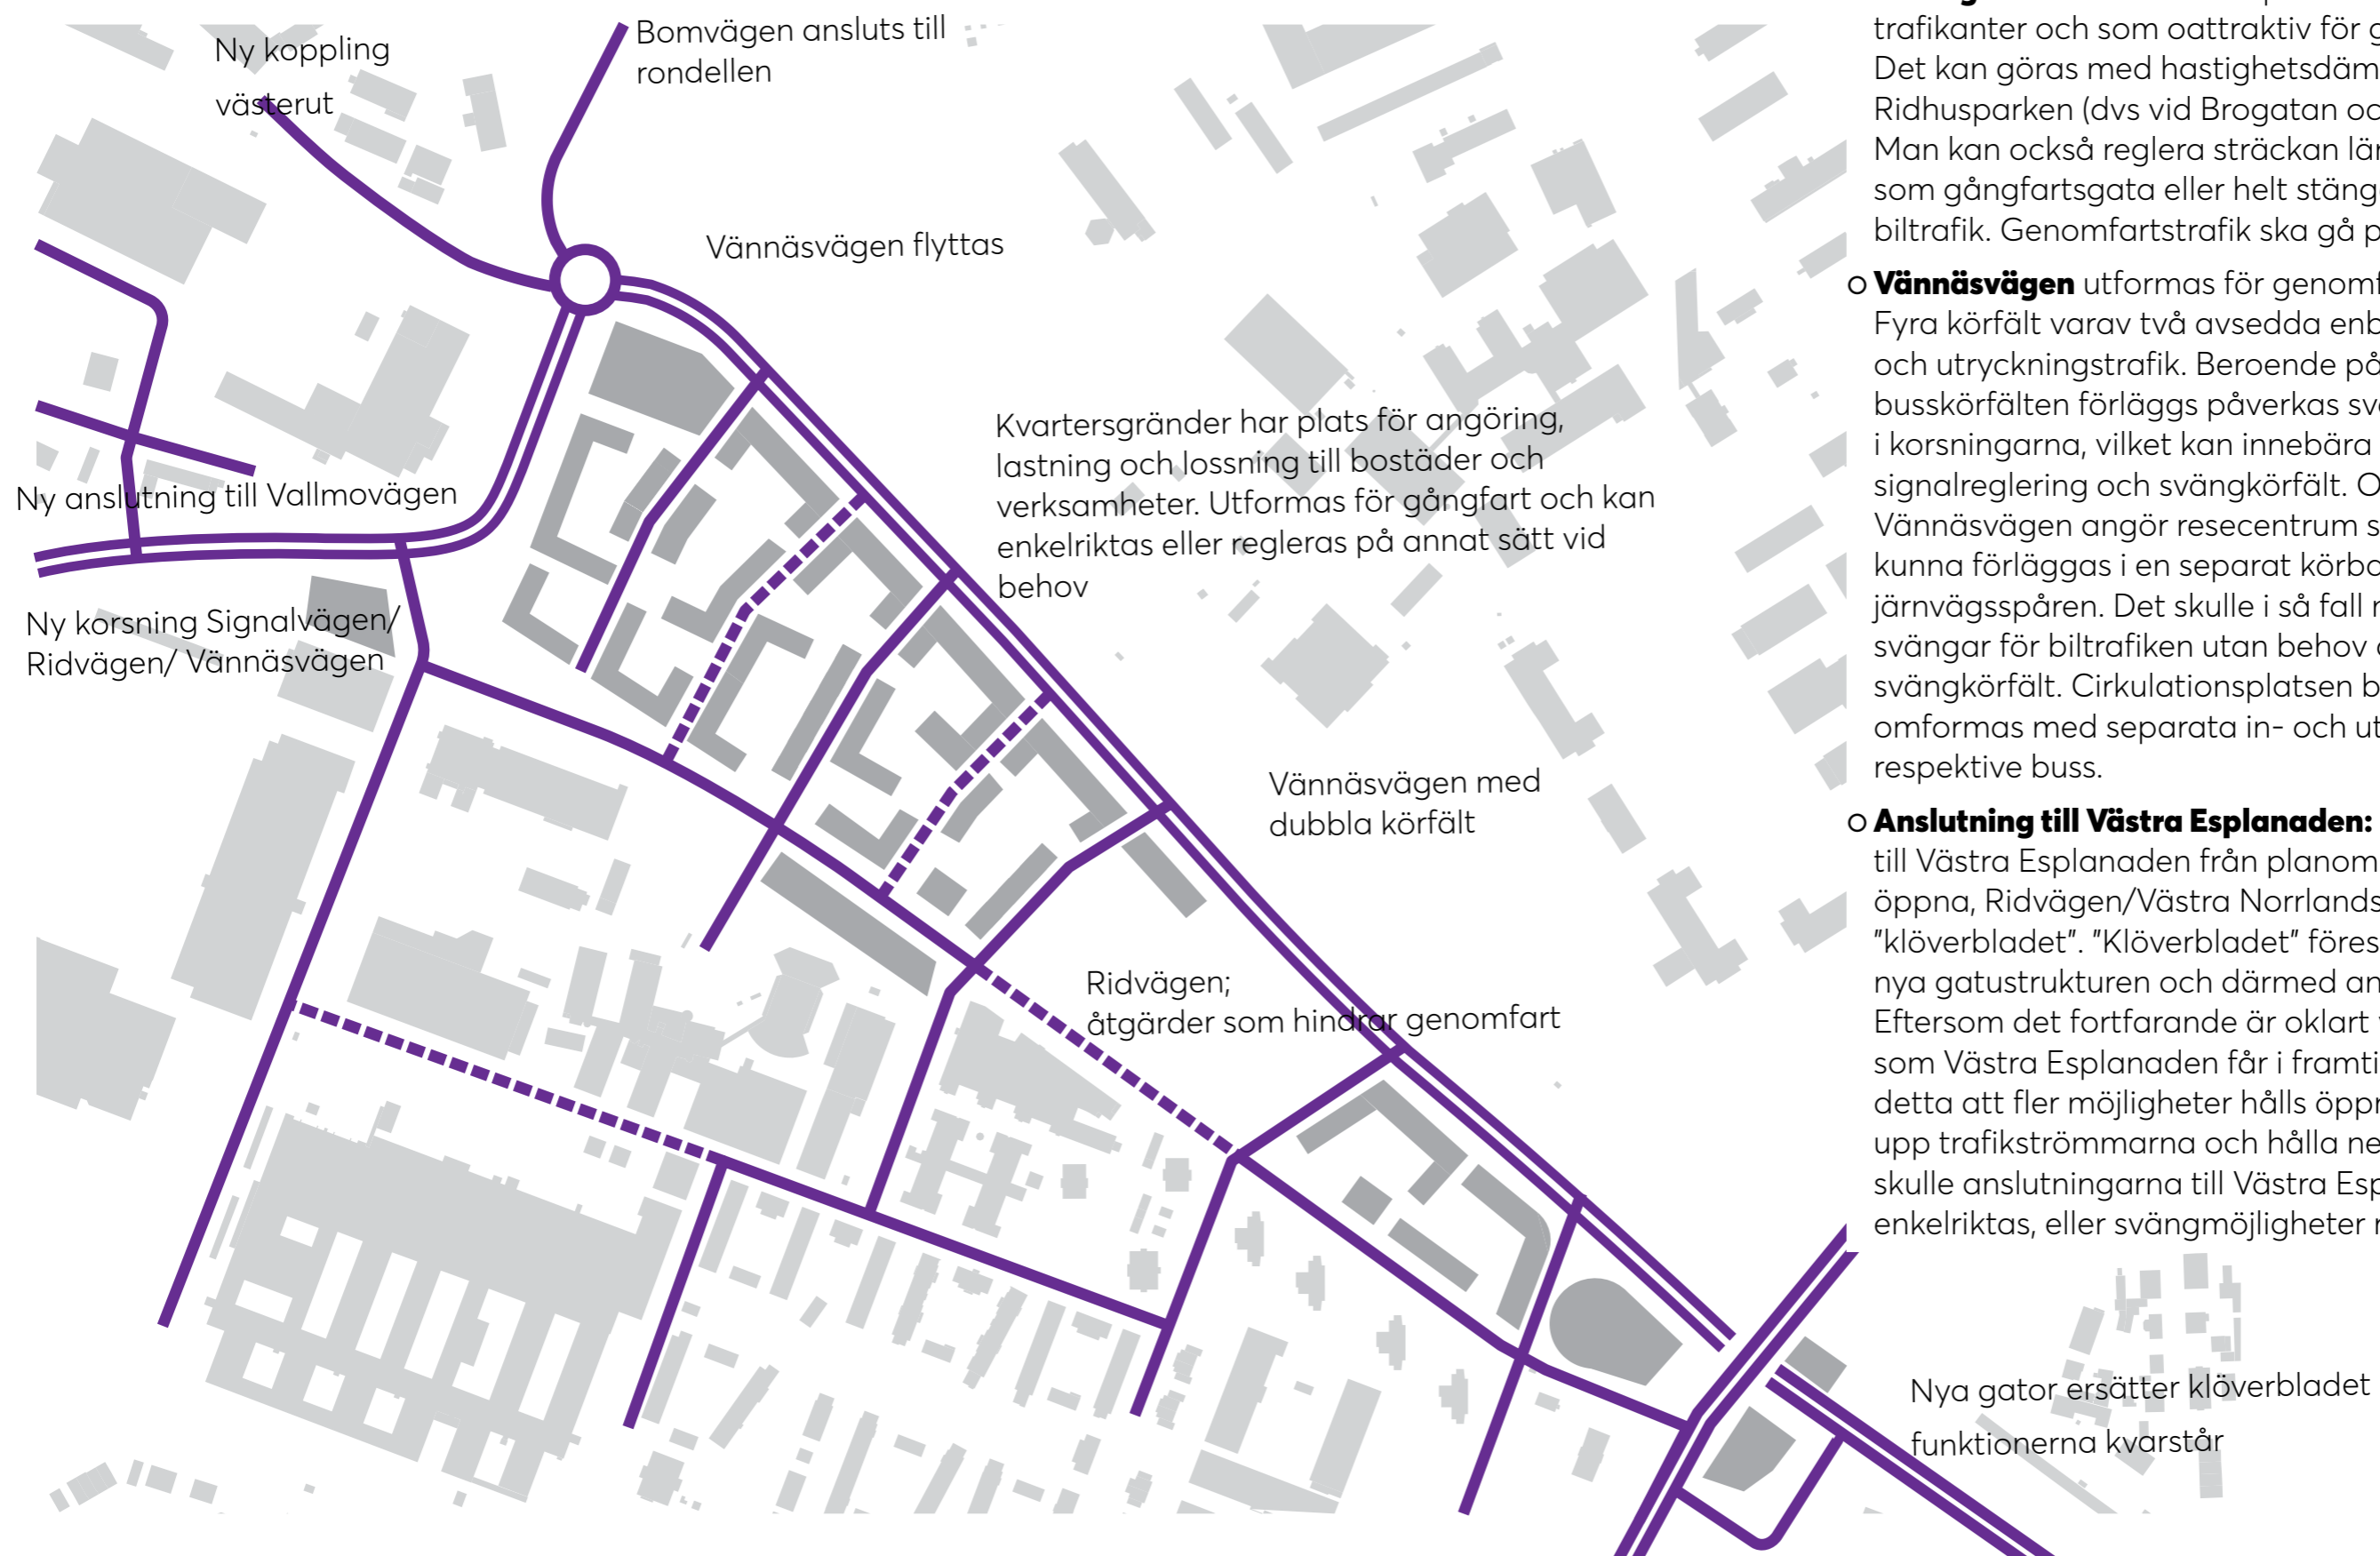 Ny koppling
västerut
Bomvägen ansluts till
rondellen
Vännäsvägen flyttas
Kvartersgränder har plats för angöring,
lastning och lossning till bostäder och
verksamheter. Utformas för gångfart och kan
enkelriktas eller regleras på annat sätt vid
behov
Ny anslutning till Vallmovägen
Ny korsning Signalvägen/
Ridvägen/ Vännäsvägen
Vännäsvägen med
dubbla körfält
Ridvägen;
åtgärder som hindrar genomfart
Nya gator ersätter klöverbladet
funktionerna kvarstår
trafikanter och som oattraktiv för g
Det kan göras med hastighetsdäm
Ridhusparken (dvs vid Brogatan oc
Man kan också reglera sträckan län
som gångfartsgata eller helt stäng
biltrafik. Genomfartstrafik ska gå p
Vännäsvägen utformas för genomf
Fyra körfält varav två avsedda enb
och utryckningstrafik. Beroende på
busskörfälten förläggs påverkas sv
i korsningarna, vilket kan innebära
signalreglering och svängkörfält. O
Vännäsvägen angör resecentrum s
kunna förläggas i en separat körba
järnvägsspåren. Det skulle i så fall
svängar för biltrafiken utan behov
svängkörfält. Cirkulationsplatsen b
omformas med separata in- och ut
respektive buss.
Anslutning till Västra Esplanaden:
till Västra Esplanaden från planom
öppna, Ridvägen/Västra Norrlands
"klöverbladet". "Klöverbladet" föres
nya gatustrukturen och därmed an
Eftersom det fortfarande är oklart
som Västra Esplanaden får i framti
detta att fler möjligheter hålls öppn
upp trafikströmmarna och hålla ne
skulle anslutningarna till Västra Esp
enkelriktas, eller svängmöjligheter